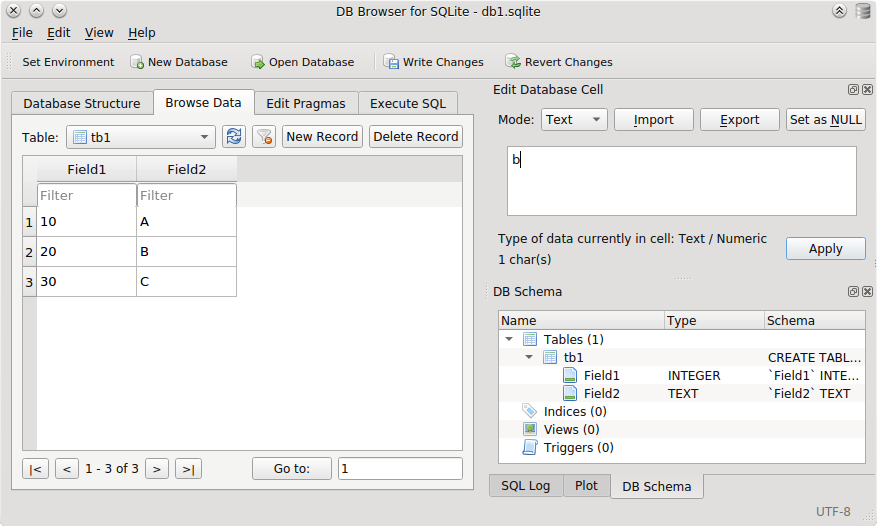 DB Browser for SQLite - db1.sqlite
File Edit View Help
Set Environment New Database Open Database Write Changes Revert Changes
Database Structure Browse Data Edit Pragmas Execute SQL
Table: tb1 New Record Delete Record
Field1 Field2
Filter Filter
1 10 A
2 20 B
3 30 C
|< < 1 - 3 of 3 > >| Go to: 1
Edit Database Cell
Mode: Text Import Export Set as NULL
b
Type of data currently in cell: Text / Numeric
1 char(s)
Apply
DB Schema
Name Type Schema
Tables (1)
tb1 CREATE TABL...
Field1 INTEGER `Field1` INTE...
Field2 TEXT `Field2` TEXT
Indices (0)
Views (0)
Triggers (0)
SQL Log Plot DB Schema
UTF-8